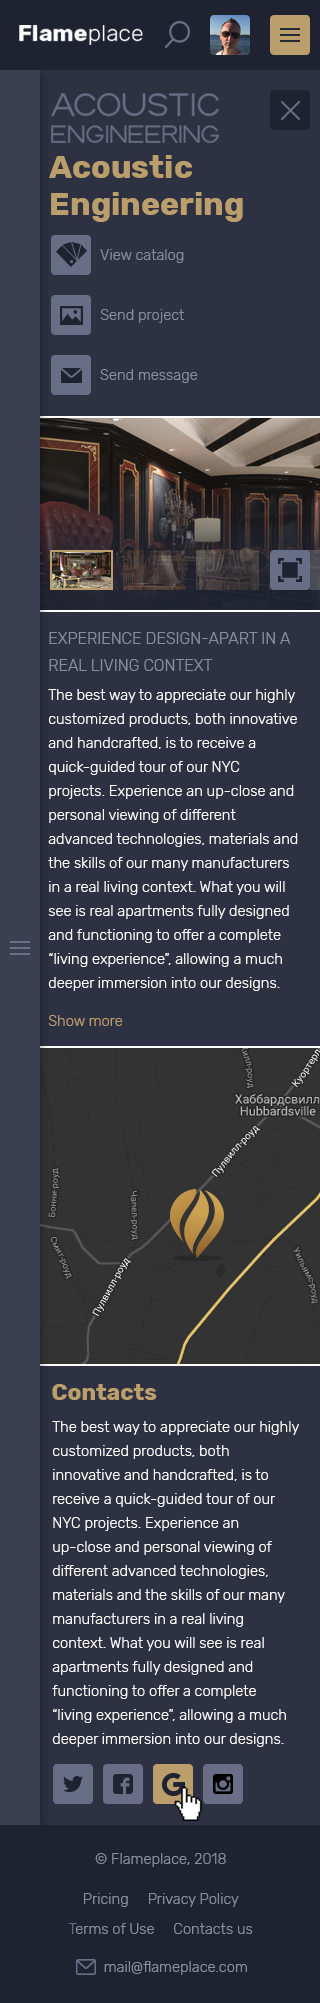 Flameplace
ACOUSTIC
ENGINEERING
Acoustic
Engineering
View catalog
Send project
Send message
EXPERIENCE DESIGN-APART IN A
REAL LIVING CONTEXT
The best way to appreciate our highly
customized products, both innovative
and handcrafted, is to receive a
quick-guided tour of our NYC
projects. Experience an up-close and
personal viewing of different
advanced technologies, materials and
the skills of our many manufacturers
in a real living context. What you will
see is real apartments fully designed
and functioning to offer a complete
“living experience”, allowing a much
deeper immersion into our designs.
Show more
Хаббардсвилл
Hubbardsville
Пулвилл-роуд
Чапел-роуд
Смит-роуд
Пулвилл-роуд
Уильямс-роуд
Contacts
The best way to appreciate our highly
customized products, both
innovative and handcrafted, is to
receive a quick-guided tour of our
NYC projects. Experience an
up-close and personal viewing of
different advanced technologies,
materials and the skills of our many
manufacturers in a real living
context. What you will see is real
apartments fully designed and
functioning to offer a complete
“living experience”, allowing a much
deeper immersion into our designs.
G
© Flameplace, 2018
Pricing Privacy Policy
Terms of Use Contacts us
mail@flameplace.com